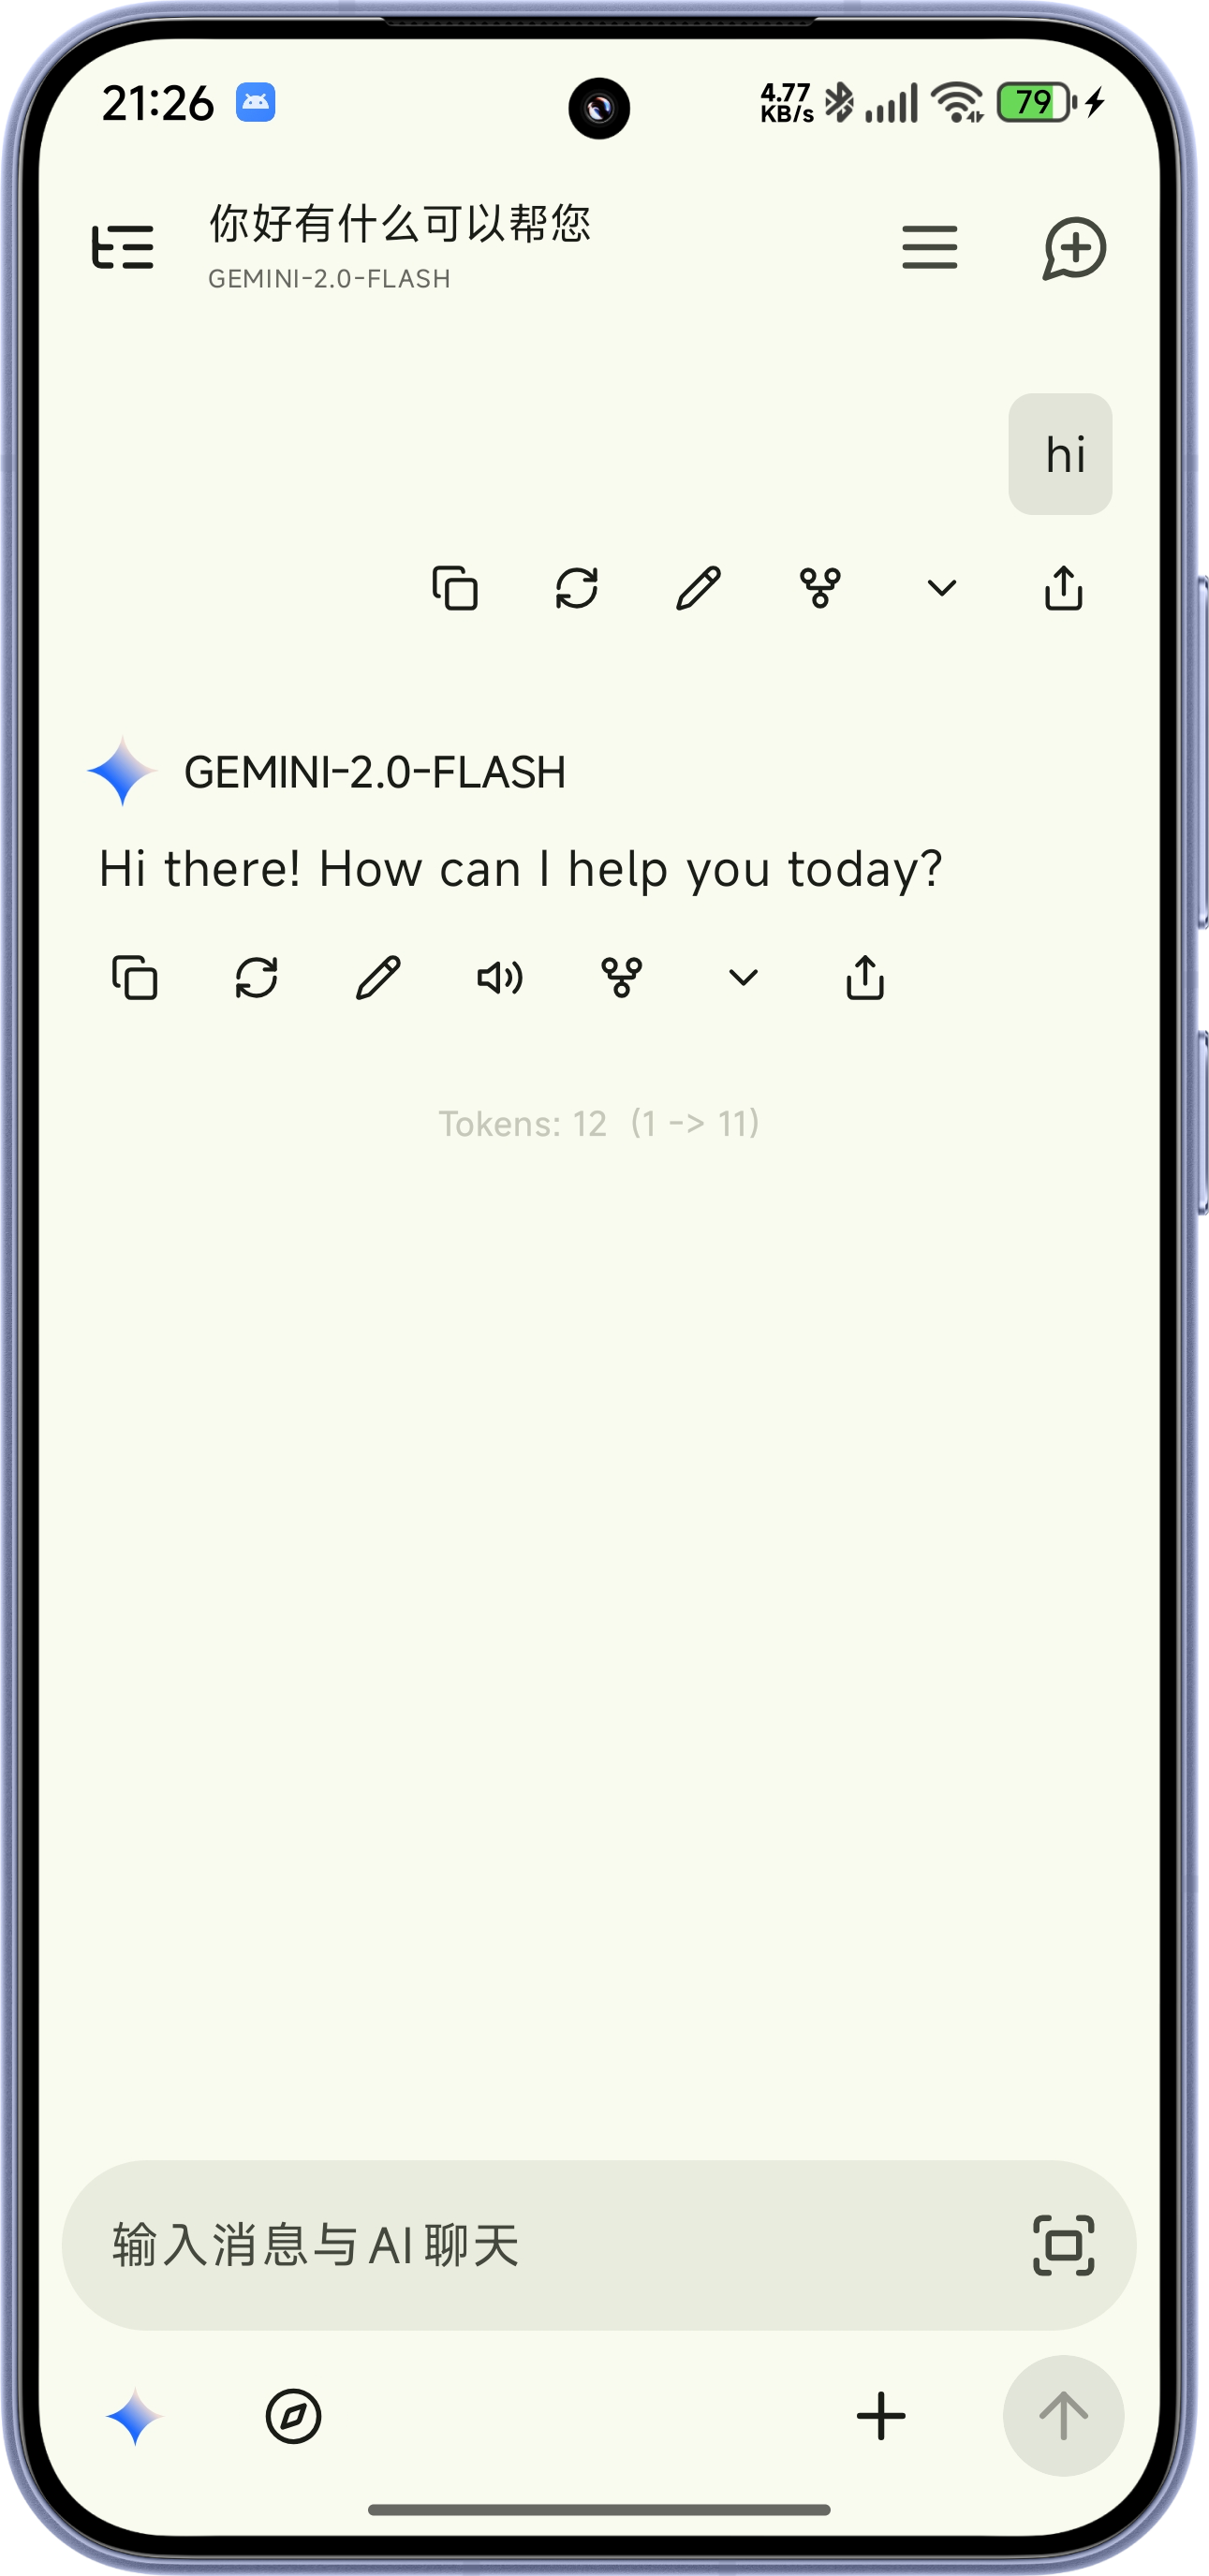 21:26
4.77
KB/s
79
你好有什么可以帮您
GEMINI-2.0-FLASH
hi
GEMINI-2.0-FLASH
Hi there! How can I help you today?
Tokens: 12 (1 -> 11)
输入消息与AI聊天